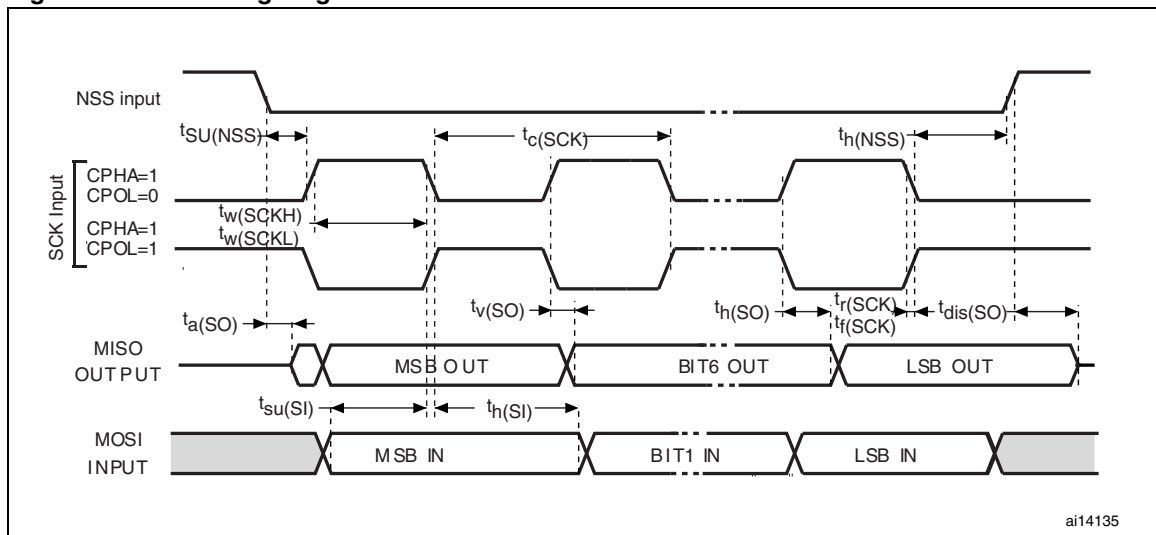 NSS input
tSU(NSS)
tc(SCK)
th(NSS)
SCK Input
CPHA=1
CPOL=0
tw(SCKH)
tw(SCKL)
CPHA=1
CPOL=1
ta(SO)
tv(SO)
th(SO)
tr(SCK)
tf(SCK)
tdis(SO)
MISO
OUTPUT
MSB OUT
BIT6 OUT
LSB OUT
tsu(SI)
th(SI)
MOSI
INPUT
MSB IN
BIT1 IN
LSB IN
ai14135